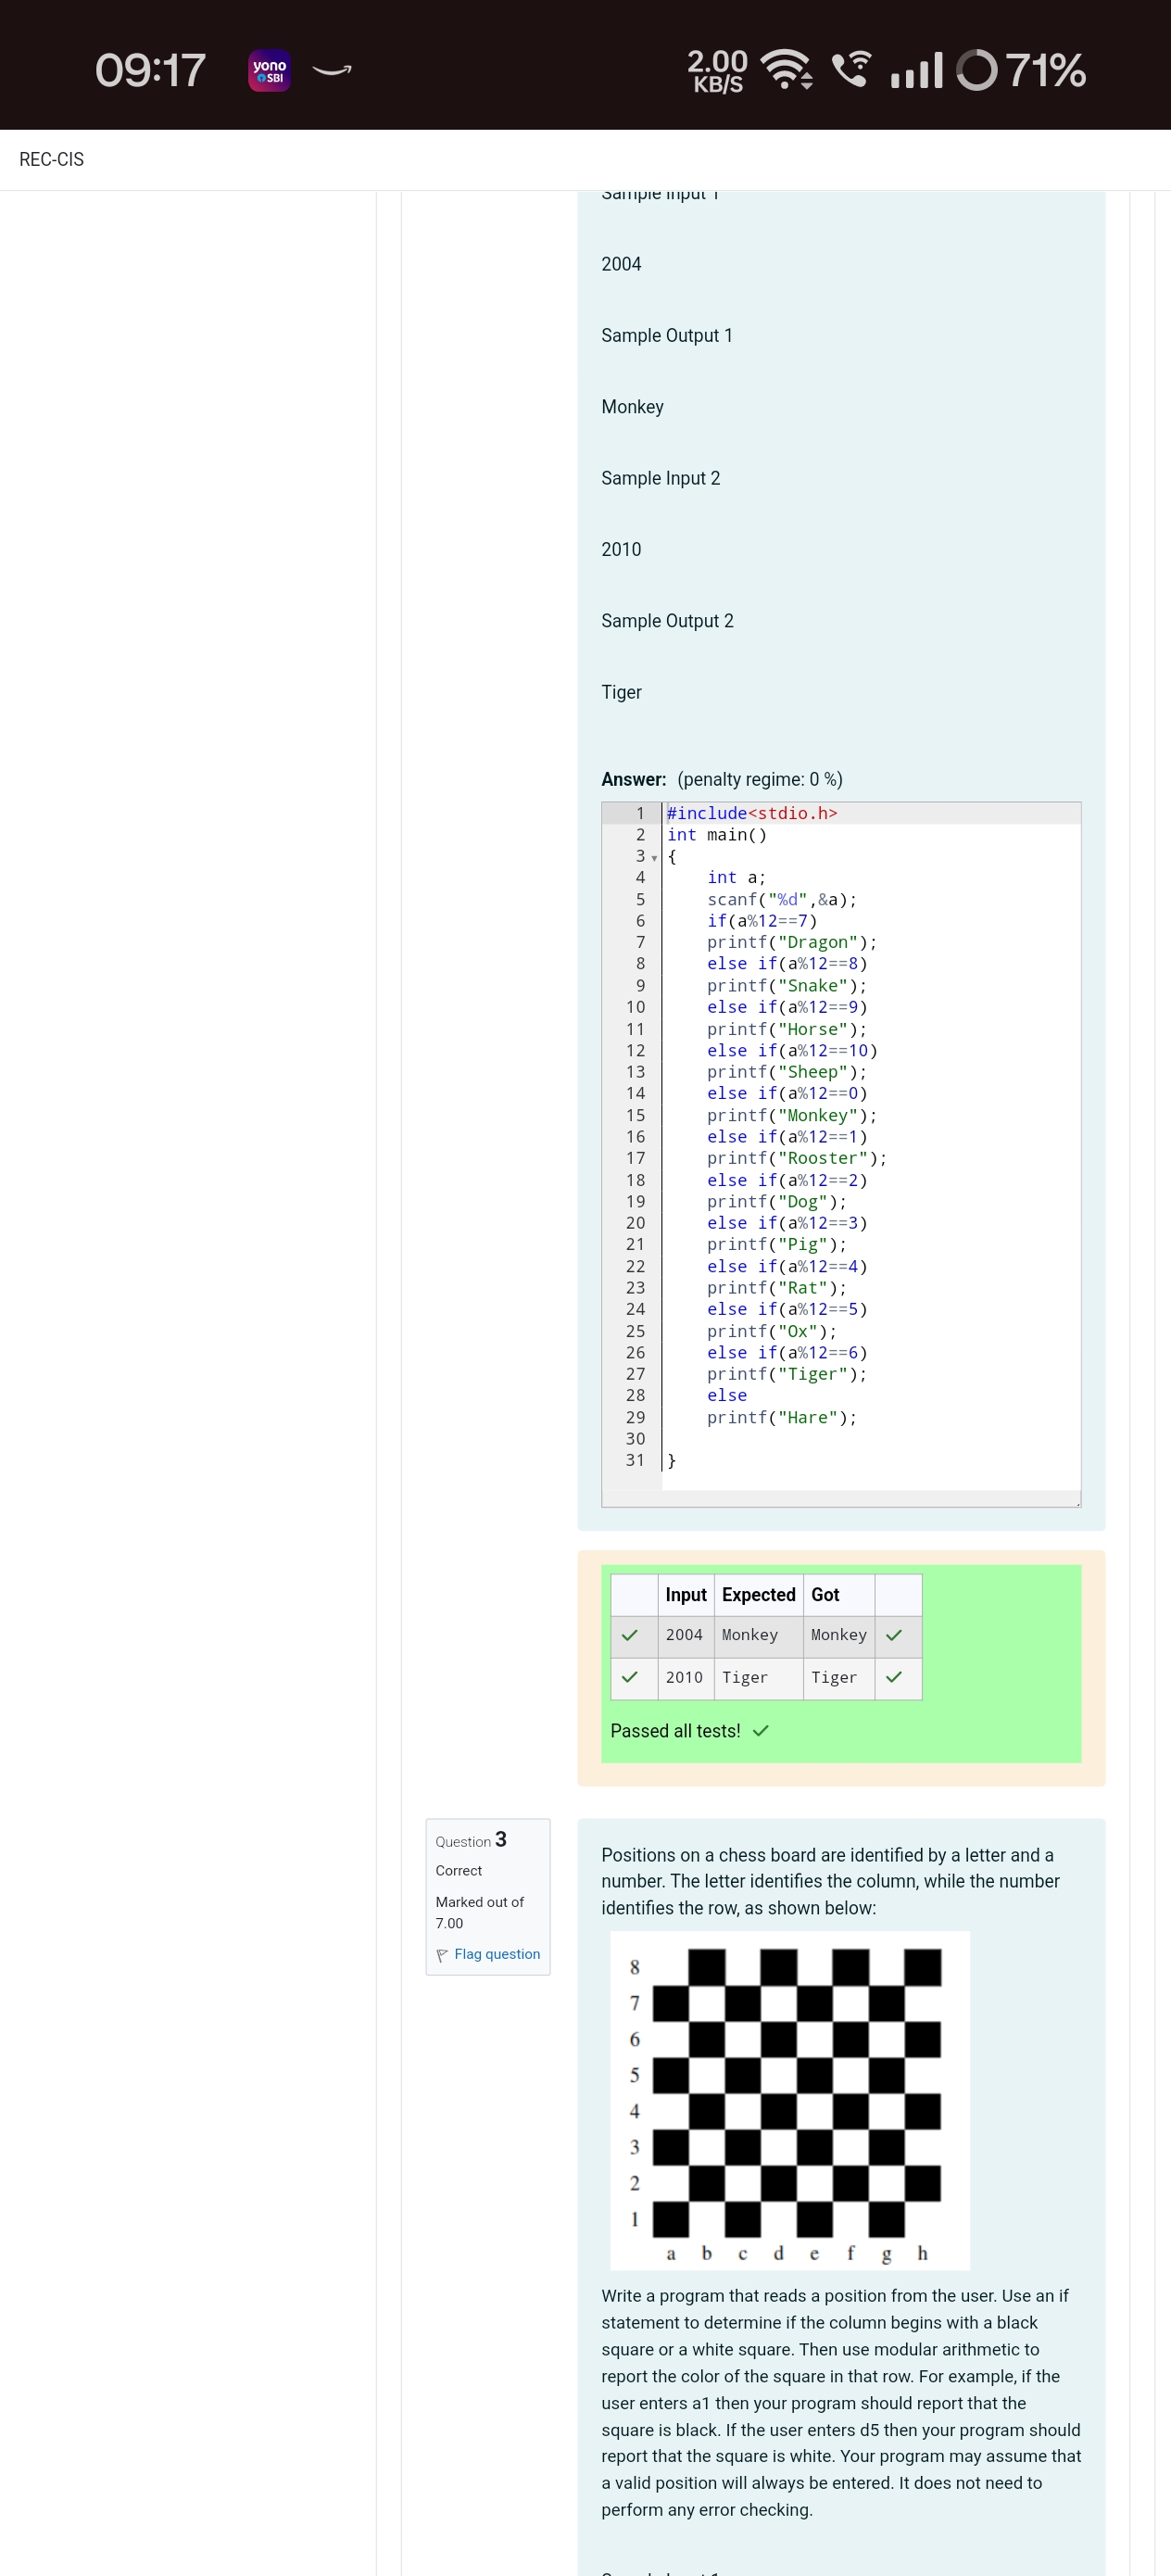 09:17
yono
SBI
2.00
KB/S
71%
REC-CIS
Sample Input 1
2004
Sample Output 1
Monkey
Sample Input 2
2010
Sample Output 2
Tiger
Answer: (penalty regime: 0 %)
1 #include<stdio.h>
2 int main()
3 {
4 int a;
5 scanf("%d",&a);
6 if(a%12==7)
7 printf("Dragon");
8 else if(a%12==8)
9 printf("Snake");
10 else if(a%12==9)
11 printf("Horse");
12 else if(a%12==10)
13 printf("Sheep");
14 else if(a%12==0)
15 printf("Monkey");
16 else if(a%12==1)
17 printf("Rooster");
18 else if(a%12==2)
19 printf("Dog");
20 else if(a%12==3)
21 printf("Pig");
22 else if(a%12==4)
23 printf("Rat");
24 else if(a%12==5)
25 printf("Ox");
26 else if(a%12==6)
27 printf("Tiger");
28 else
29 printf("Hare");
30
31 }
Input Expected Got
2004 Monkey Monkey
2010 Tiger Tiger
Passed all tests!
Question 3
Correct
Marked out of
7.00
Flag question
Positions on a chess board are identified by a letter and a
number. The letter identifies the column, while the number
identifies the row, as shown below:
8
7
6
5
4
3
2
1
a b c d e f g h
Write a program that reads a position from the user. Use an if
statement to determine if the column begins with a black
square or a white square. Then use modular arithmetic to
report the color of the square in that row. For example, if the
user enters a1 then your program should report that the
square is black. If the user enters d5 then your program should
report that the square is white. Your program may assume that
a valid position will always be entered. It does not need to
perform any error checking.